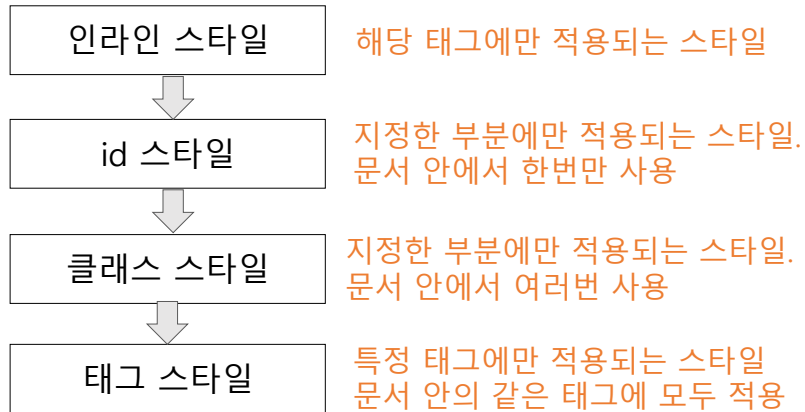 인라인 스타일
해당 태그에만 적용되는 스타일
id 스타일
지정한 부분에만 적용되는 스타일.
문서 안에서 한번만 사용
클래스 스타일
지정한 부분에만 적용되는 스타일.
문서 안에서 여러번 사용
태그 스타일
특정 태그에만 적용되는 스타일
문서 안의 같은 태그에 모두 적용